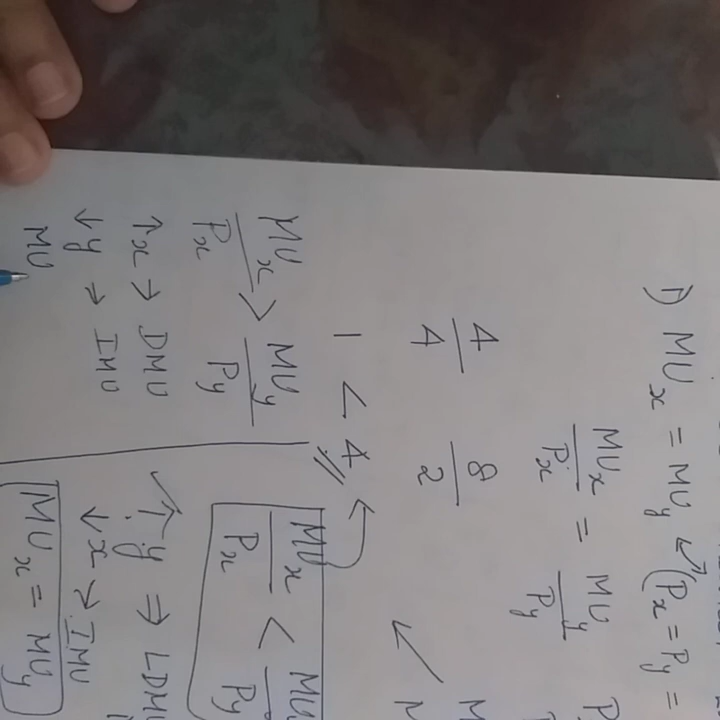 1) MUx = MUy ↔ (Px = Py =
MUx/Px = MUy/Py
4/4 8/2
1 < 4
MUx/Px > MUy/Py
↑x → DMU
↓y → IMU
MU
MUx/Px < MU
Py
↑y ⇒ LDMU
↓x → IMU
MUx = MUy